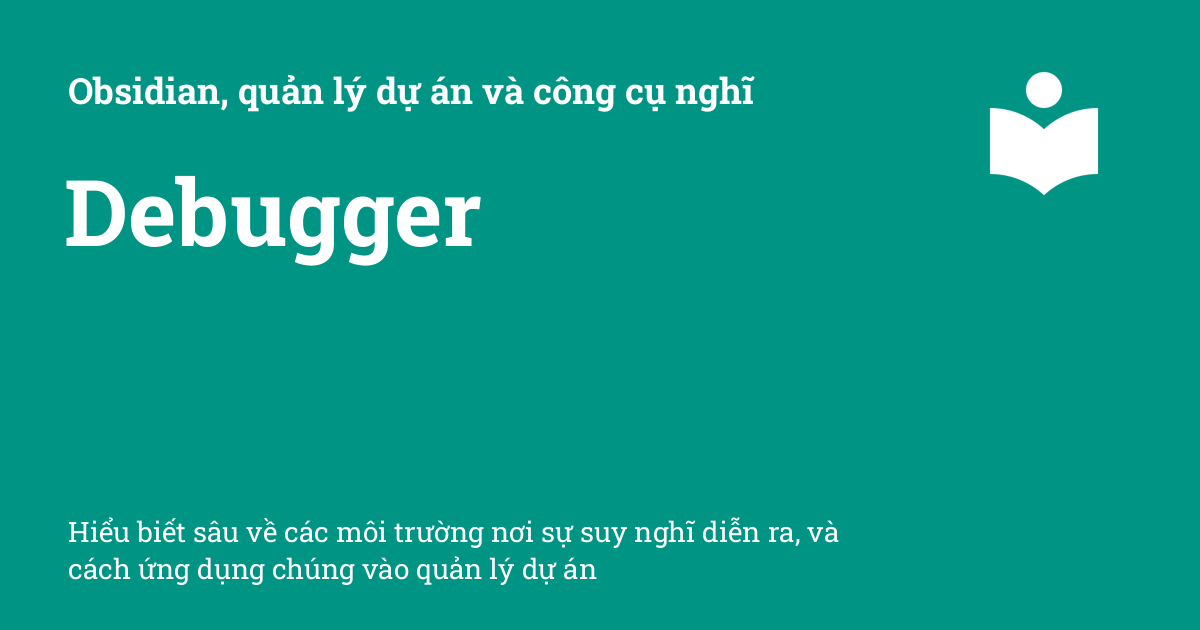 Obsidian, quản lý dự án và công cụ nghĩ
Debugger
Hiểu biết sâu về các môi trường nơi sự suy nghĩ diễn ra, và
cách ứng dụng chúng vào quản lý dự án